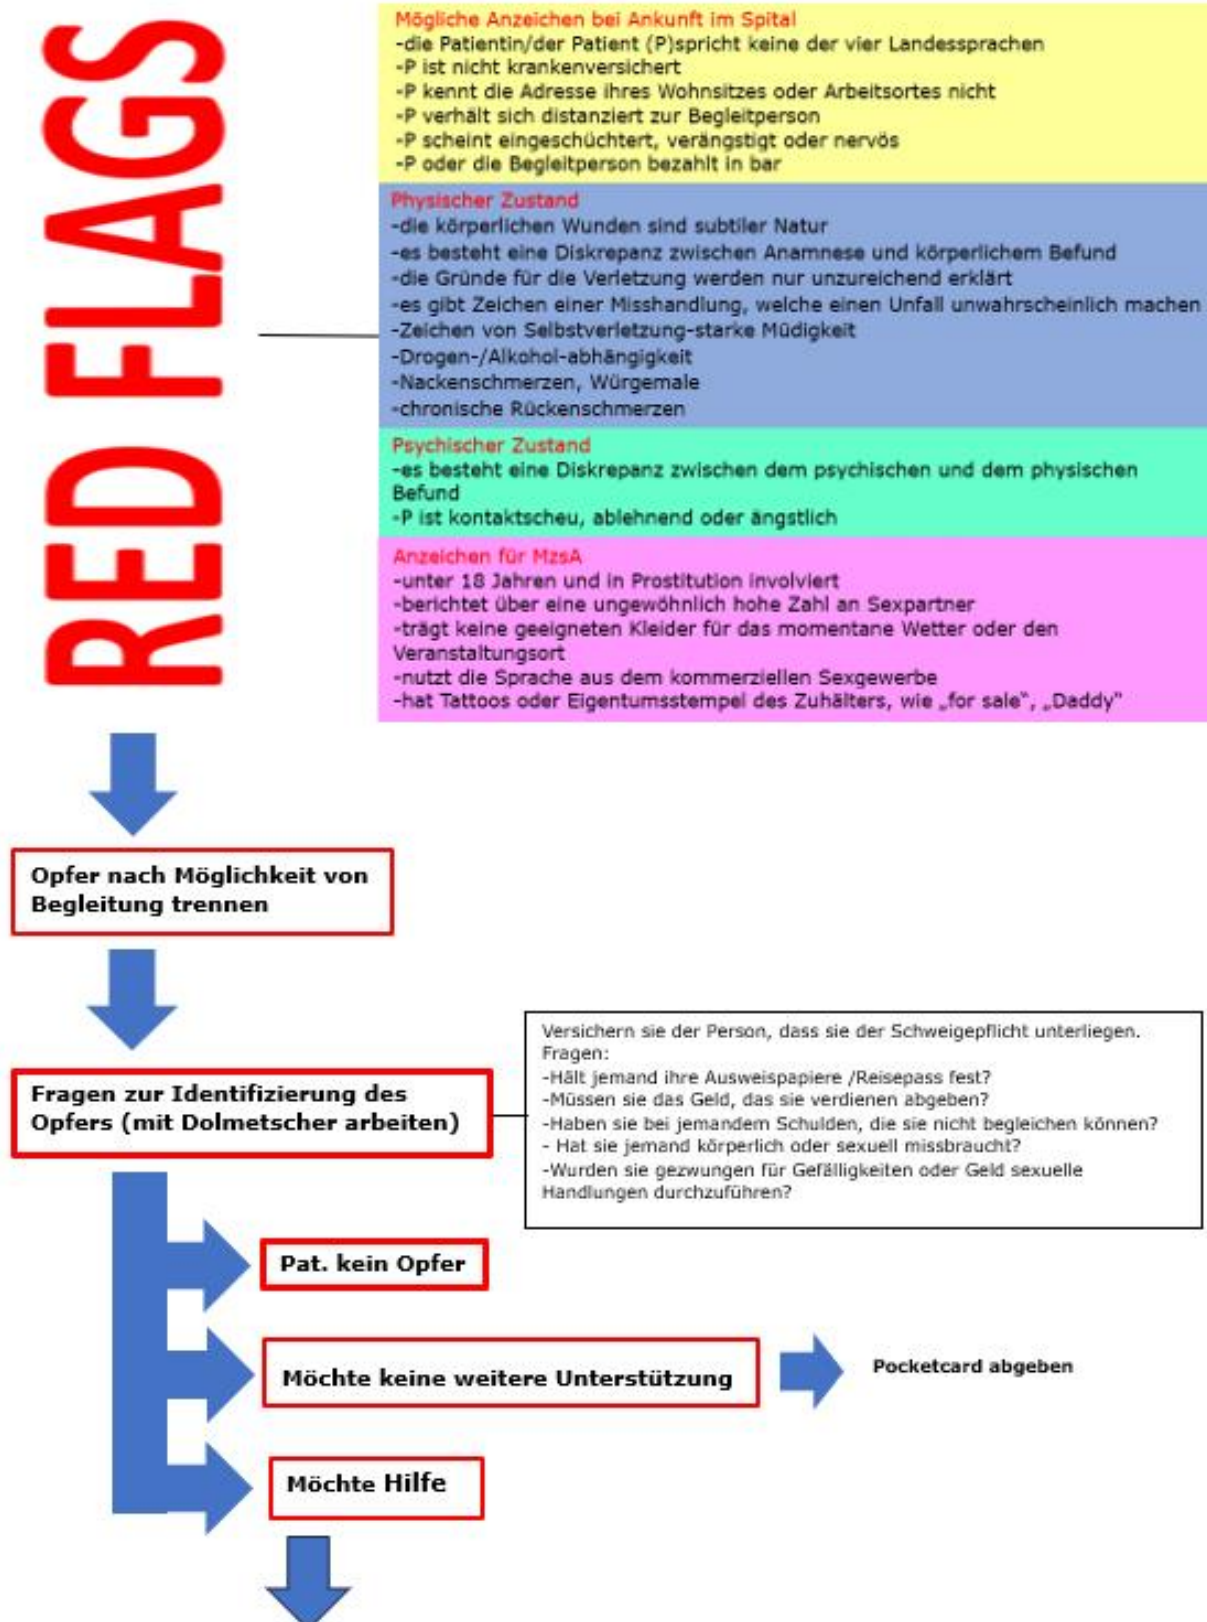 RED FLAGS
Mögliche Anzeichen bei Ankunft im Spital
-die Patientin/der Patient (P)spricht keine der vier Landessprachen
-P ist nicht krankenversichert
-P kennt die Adresse ihres Wohnsitzes oder Arbeitsortes nicht
-P verhält sich distanziert zur Begleitperson
-P scheint eingeschüchtert, verängstigt oder nervös
-P oder die Begleitperson bezahlt in bar
Physischer Zustand
-die körperlichen Wunden sind subtiler Natur
-es besteht eine Diskrepanz zwischen Anamnese und körperlichem Befund
-die Gründe für die Verletzung werden nur unzureichend erklärt
-es gibt Zeichen einer Misshandlung, welche einen Unfall unwahrscheinlich machen
-Zeichen von Selbstverletzung-starke Müdigkeit
-Drogen-/Alkohol-abhängigkeit
-Nackenschmerzen, Würgemale
-chronische Rückenschmerzen
Psychischer Zustand
-es besteht eine Diskrepanz zwischen dem psychischen und dem physischen
Befund
-P ist kontaktscheu, ablehnend oder ängstlich
Anzeichen für MzsA
-unter 18 Jahren und in Prostitution involviert
-berichtet über eine ungewöhnlich hohe Zahl an Sexpartner
-trägt keine geeigneten Kleider für das momentane Wetter oder den
Veranstaltungsort
-nutzt die Sprache aus dem kommerziellen Sexgewerbe
-hat Tattoos oder Eigentumsstempel des Zuhälters, wie „for sale“, „Daddy“
Opfer nach Möglichkeit von
Begleitung trennen
Fragen zur Identifizierung des
Opfers (mit Dolmetscher arbeiten)
Versichern sie der Person, dass sie der Schweigepflicht unterliegen.
Fragen:
-Hält jemand ihre Ausweispapiere /Reisepass fest?
-Müssen sie das Geld, das sie verdienen abgeben?
-Haben sie bei jemandem Schulden, die sie nicht begleichen können?
- Hat sie jemand körperlich oder sexuell missbraucht?
-Wurden sie gezwungen für Gefälligkeiten oder Geld sexuelle
Handlungen durchzuführen?
Pat. kein Opfer
Möchte keine weitere Unterstützung
Pocketcard abgeben
Möchte Hilfe